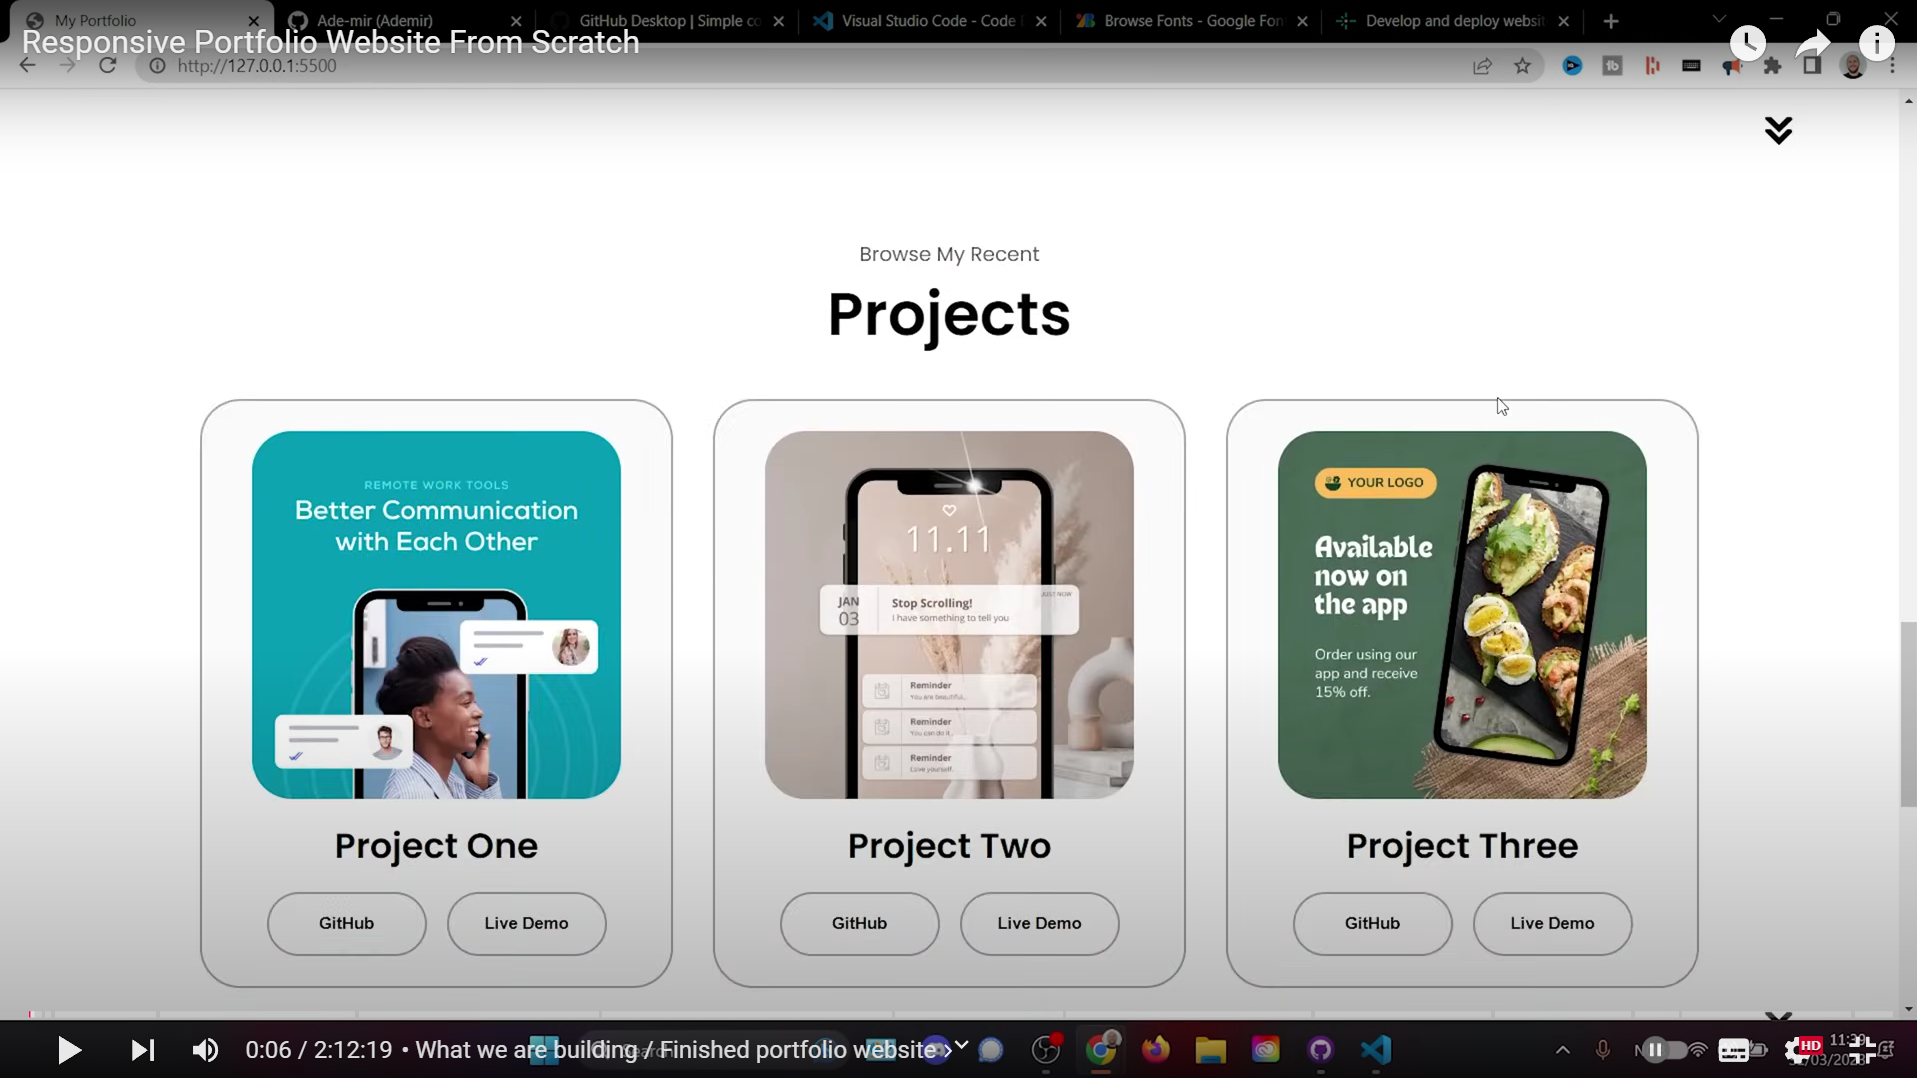 My Portfolio
Ade-mir (Ademir)
GitHub Desktop | Simple co
Visual Studio Code - Code
Browse Fonts - Google Fon
Develop and deploy websit
Responsive Portfolio Website From Scratch
http://127.0.0.1:5500
Browse My Recent
Projects
REMOTE WORK TOOLS
Better Communication
with Each Other
11.11
JAN
03
JUST NOW
Stop Scrolling!
I have something to tell you
Reminder
You are beautiful...
Reminder
You can do it...
Reminder
Love yourself.
YOUR LOGO
Available
now on
the app
Order using our
app and receive
15% off.
Project One
GitHub
Live Demo
Project Two
GitHub
Live Demo
Project Three
GitHub
Live Demo
0:06 / 2:12:19 • What we are building / Finished portfolio website
HD